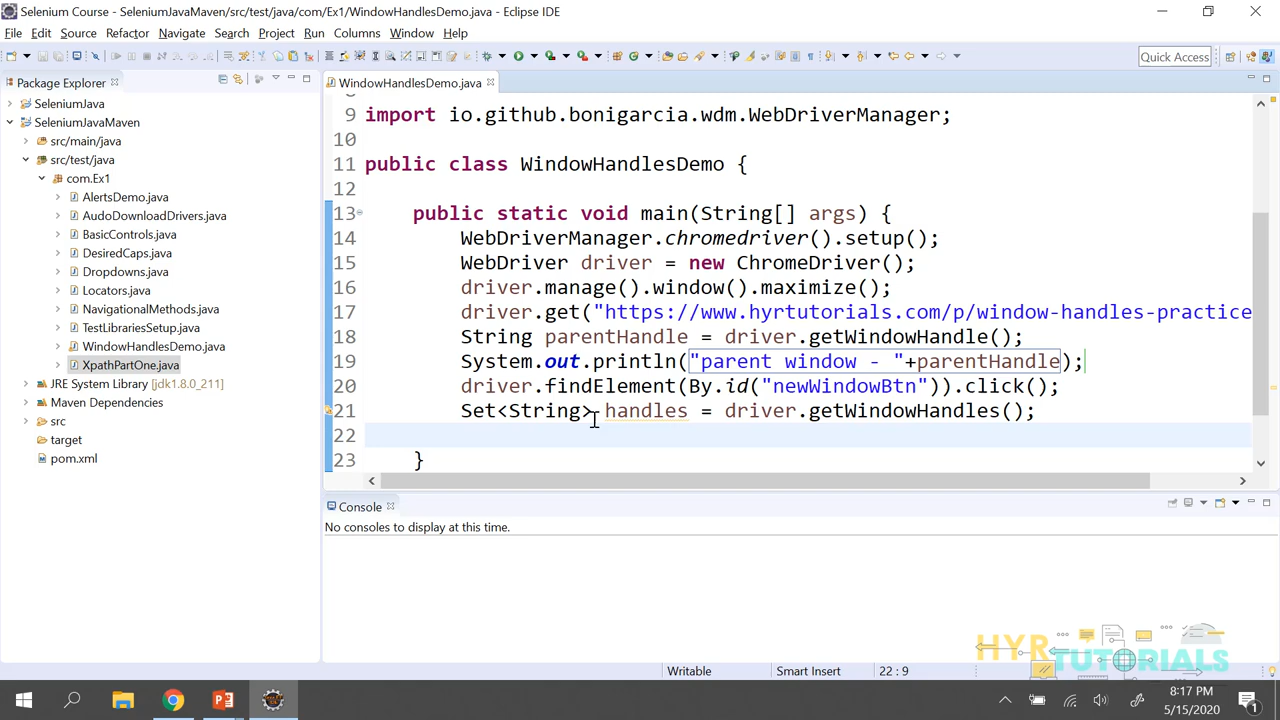 Selenium Course - SeleniumJavaMaven/src/test/java/com/Ex1/WindowHandlesDemo.java - Eclipse IDE
File Edit Source Refactor Navigate Search Project Run Columns Window Help
Quick Access
Package Explorer
WindowHandlesDemo.java
SeleniumJava
SeleniumJavaMaven
src/main/java
src/test/java
com.Ex1
AlertsDemo.java
AudoDownloadDrivers.java
BasicControls.java
DesiredCaps.java
Dropdowns.java
Locators.java
NavigationalMethods.java
TestLibrariesSetup.java
WindowHandlesDemo.java
XpathPartOne.java
JRE System Library [jdk1.8.0_211]
Maven Dependencies
src
target
pom.xml
9 import io.github.bonigarcia.wdm.WebDriverManager;
10
11 public class WindowHandlesDemo {
12
13 public static void main(String[] args) {
14 WebDriverManager.chromedriver().setup();
15 WebDriver driver = new ChromeDriver();
16 driver.manage().window().maximize();
17 driver.get("https://www.hyrtutorials.com/p/window-handles-practice
18 String parentHandle = driver.getWindowHandle();
19 System.out.println("parent window - "+parentHandle);
20 driver.findElement(By.id("newWindowBtn")).click();
21 Set<String> handles = driver.getWindowHandles();
22
23 }
Console
No consoles to display at this time.
HYR TUTORIALS
Writable Smart Insert 22 : 9
8:17 PM
5/15/2020
1